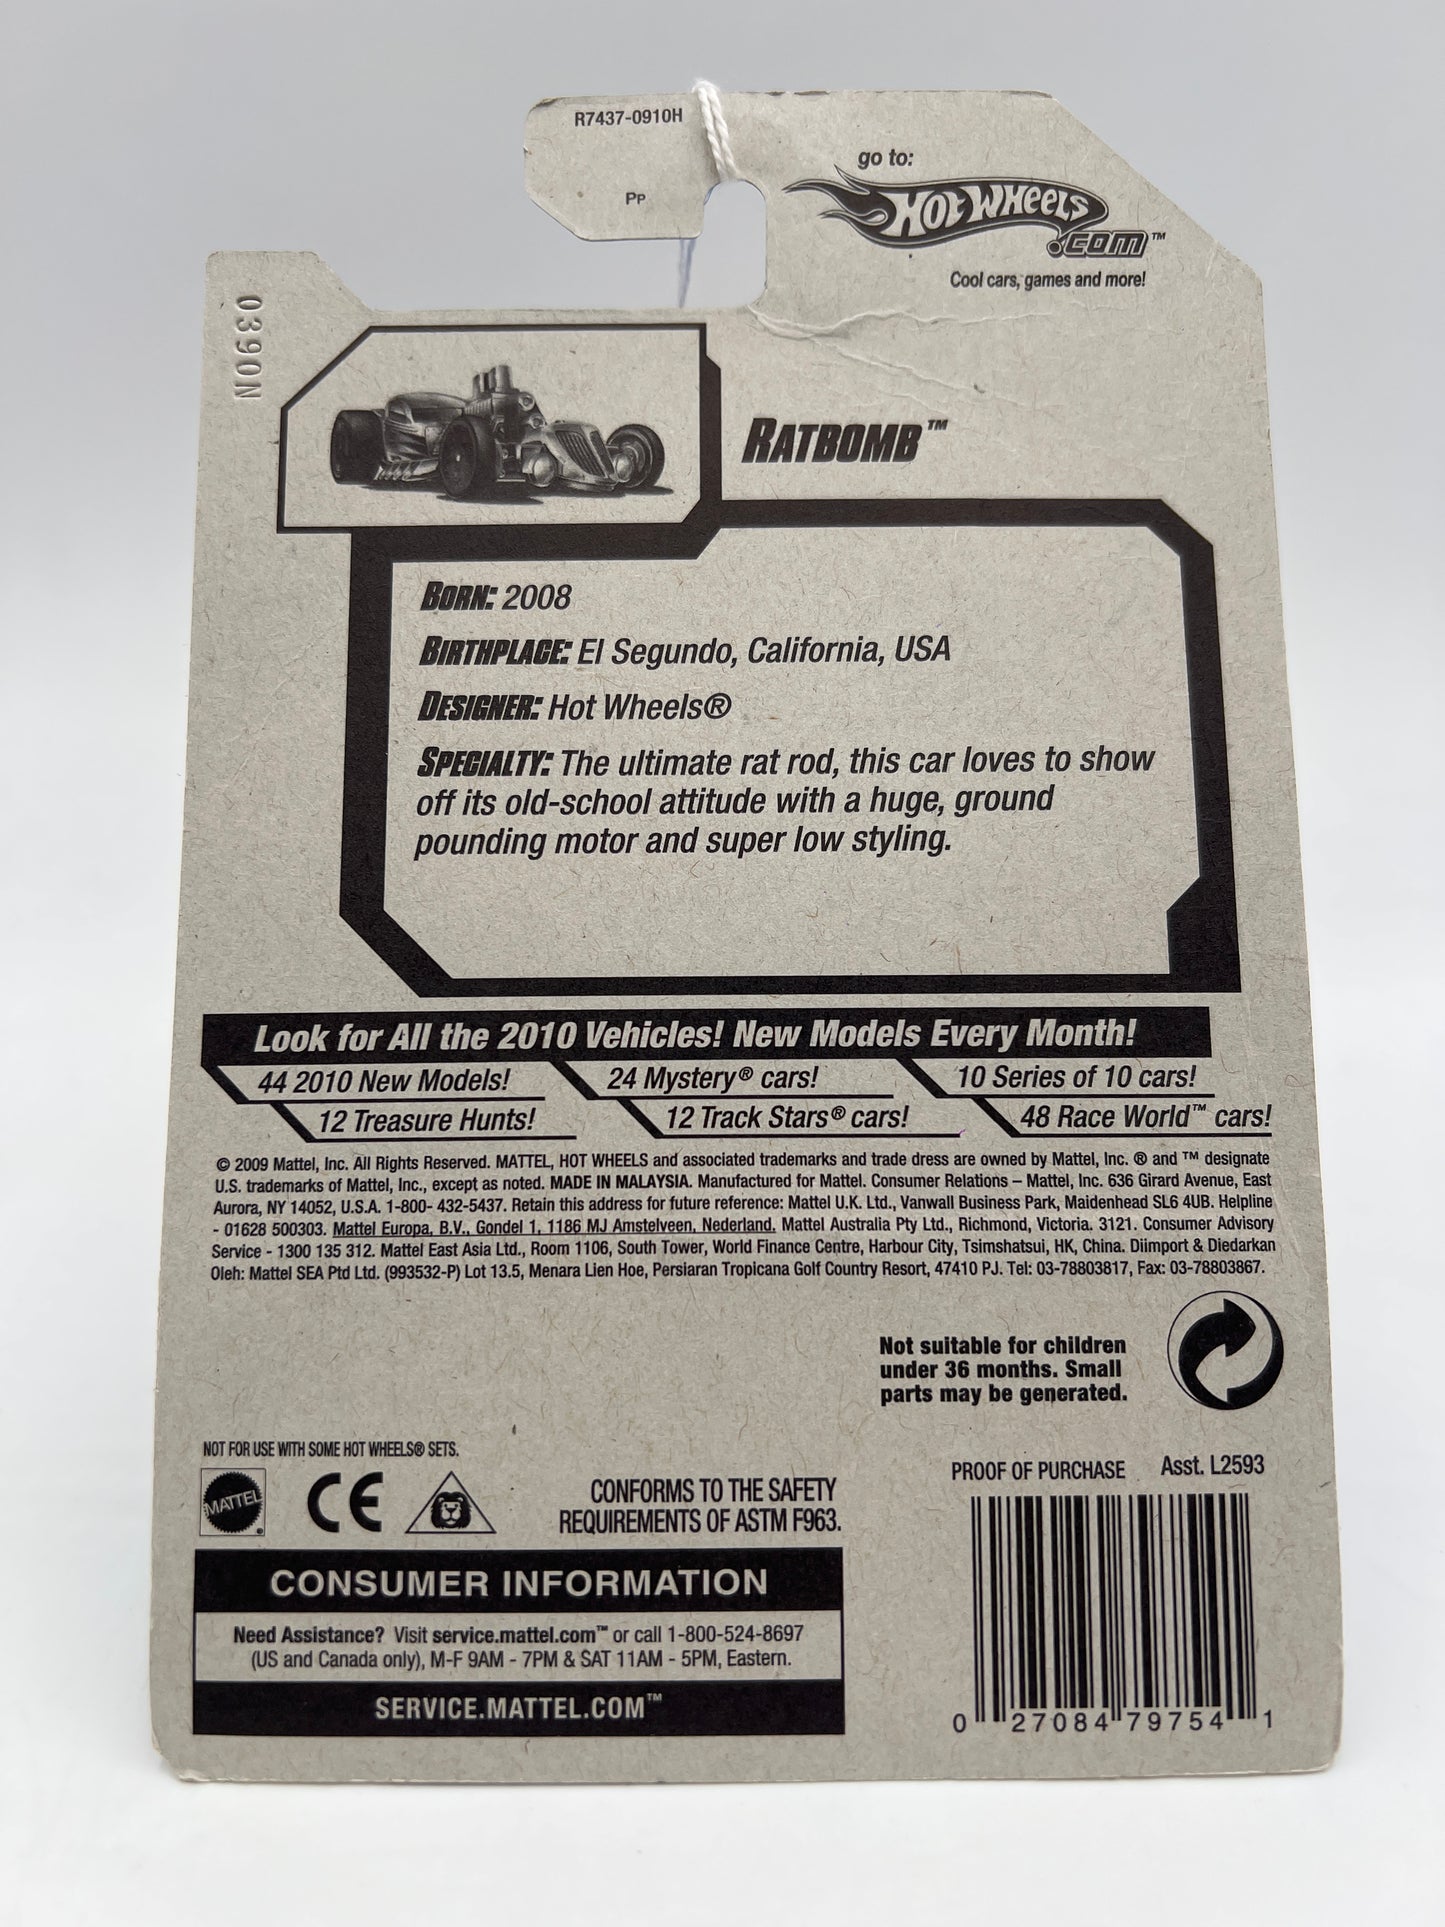 R7437-0910H
PP
go to:
HOT WHEELS
.COM™
Cool cars, games and more!
0390N
RATBOMB™
BORN: 2008
BIRTHPLACE: El Segundo, California, USA
DESIGNER: Hot Wheels®
SPECIALTY: The ultimate rat rod, this car loves to show
off its old-school attitude with a huge, ground
pounding motor and super low styling.
Look for All the 2010 Vehicles! New Models Every Month!
44 2010 New Models! 24 Mystery® cars! 10 Series of 10 cars!
12 Treasure Hunts! 12 Track Stars® cars! 48 Race World™ cars!
© 2009 Mattel, Inc. All Rights Reserved. MATTEL, HOT WHEELS and associated trademarks and trade dress are owned by Mattel, Inc. ® and ™ designate
U.S. trademarks of Mattel, Inc., except as noted. MADE IN MALAYSIA. Manufactured for Mattel. Consumer Relations – Mattel, Inc. 636 Girard Avenue, East
Aurora, NY 14052, U.S.A. 1-800- 432-5437. Retain this address for future reference: Mattel U.K. Ltd., Vanwall Business Park, Maidenhead SL6 4UB. Helpline
- 01628 500303. Mattel Europa, B.V., Gondel 1, 1186 MJ Amstelveen, Nederland. Mattel Australia Pty Ltd., Richmond, Victoria. 3121. Consumer Advisory
Service - 1300 135 312. Mattel East Asia Ltd., Room 1106, South Tower, World Finance Centre, Harbour City, Tsimshatsui, HK, China. Diimport & Diedarkan
Oleh: Mattel SEA Ptd Ltd. (993532-P) Lot 13.5, Menara Lien Hoe, Persiaran Tropicana Golf Country Resort, 47410 PJ. Tel: 03-78803817, Fax: 03-78803867.
Not suitable for children
under 36 months. Small
parts may be generated.
NOT FOR USE WITH SOME HOT WHEELS® SETS.
MATTEL CE
CONFORMS TO THE SAFETY
REQUIREMENTS OF ASTM F963.
PROOF OF PURCHASE Asst. L2593
CONSUMER INFORMATION
Need Assistance? Visit service.mattel.com™ or call 1-800-524-8697
(US and Canada only), M-F 9AM - 7PM & SAT 11AM - 5PM, Eastern.
SERVICE.MATTEL.COM™
0 27084 79754 1